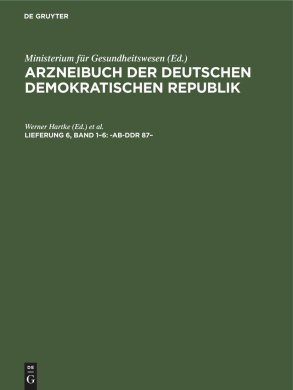 DE GRUYTER
Ministerium für Gesundheitswesen (Ed.)
ARZNEIBUCH DER DEUTSCHEN
DEMOKRATISCHEN REPUBLIK
Werner Hartke (Ed.) et al.
LIEFERUNG 6, BAND 1–6: -AB-DDR 87–
DE
G